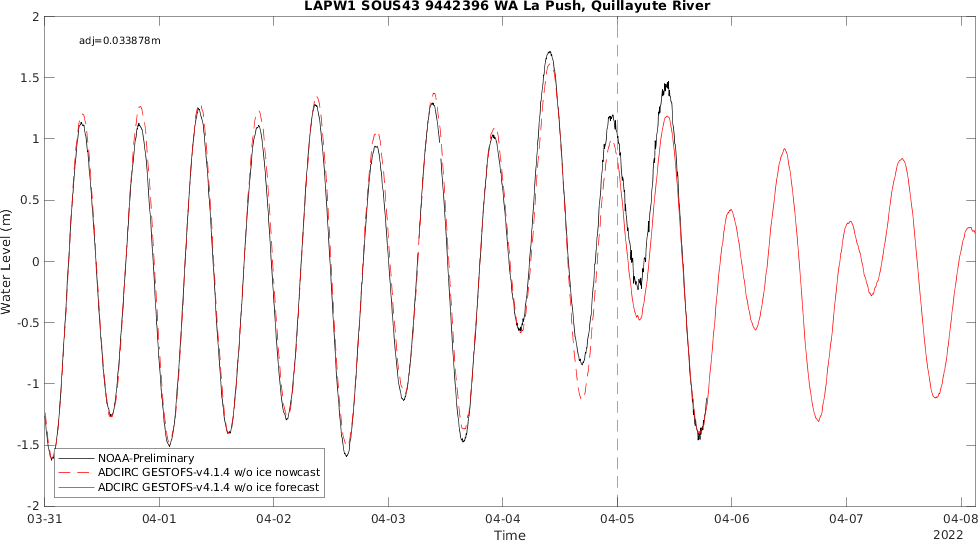 LAPW1 SOUS43 9442396 WA La Push, Quillayute River
adj=0.033878m
2
1.5
1
0.5
0
-0.5
-1
-1.5
-2
Water Level (m)
NOAA-Preliminary
ADCIRC GESTOFS-v4.1.4 w/o ice nowcast
ADCIRC GESTOFS-v4.1.4 w/o ice forecast
03-31 04-01 04-02 04-03 04-04 04-05 04-06 04-07 04-08
Time 2022